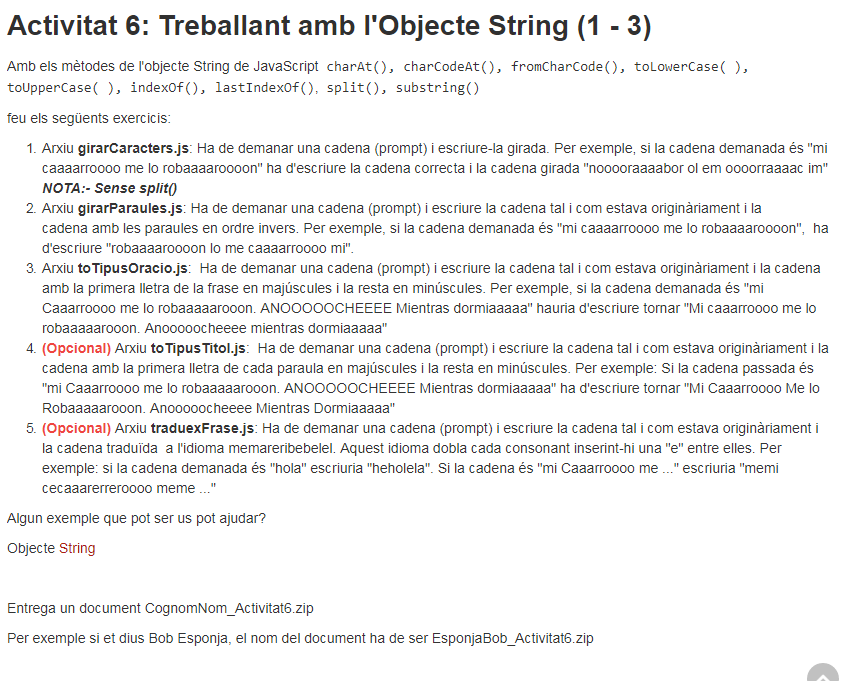 Activitat 6: Treballant amb l'Objecte String (1 - 3)
Amb els mètodes de l'objecte String de JavaScript  charAt(), charCodeAt(), fromCharCode(), toLowerCase( ),
toUpperCase( ), indexOf(), lastIndexOf(), split(), substring()
feu els següents exercicis:
1. Arxiu girarCaracters.js: Ha de demanar una cadena (prompt) i escriure-la girada. Per exemple, si la cadena demanada és "mi
caaaarroooo me lo robaaaaroooon" ha d'escriure la cadena correcta i la cadena girada "nooooraaaabor ol em oooorraaaac im"
NOTA:- Sense split()
2. Arxiu girarParaules.js: Ha de demanar una cadena (prompt) i escriure la cadena tal i com estava originàriament i la
cadena amb les paraules en ordre invers. Per exemple, si la cadena demanada és "mi caaaarroooo me lo robaaaaroooon",  ha
d'escriure "robaaaaroooon lo me caaaarroooo mi".
3. Arxiu toTipusOracio.js:  Ha de demanar una cadena (prompt) i escriure la cadena tal i com estava originàriament i la cadena
amb la primera lletra de la frase en majúscules i la resta en minúscules. Per exemple, si la cadena demanada és "mi
Caaarroooo me lo robaaaaarooon. ANOOOOOCHEEEE Mientras dormiaaaaa" hauria d'escriure tornar "Mi caaarroooo me lo
robaaaaarooon. Anooooocheeee mientras dormiaaaaa"
4. (Opcional) Arxiu toTipusTitol.js:  Ha de demanar una cadena (prompt) i escriure la cadena tal i com estava originàriament i la
cadena amb la primera lletra de cada paraula en majúscules i la resta en minúscules. Per exemple: Si la cadena passada és
"mi Caaarroooo me lo robaaaaarooon. ANOOOOOCHEEEE Mientras dormiaaaaa" ha d'escriure tornar "Mi Caaarroooo Me lo
Robaaaaarooon. Anooooocheeee Mientras Dormiaaaaa"
5. (Opcional) Arxiu traduexFrase.js: Ha de demanar una cadena (prompt) i escriure la cadena tal i com estava originàriament i
la cadena traduïda  a l'idioma memareribebelel. Aquest idioma dobla cada consonant inserint-hi una "e" entre elles. Per
exemple: si la cadena demanada és "hola" escriuria "heholela". Si la cadena és "mi Caaarroooo me ..." escriuria "memi
cecaaarerreroooo meme ..."
Algun exemple que pot ser us pot ajudar?
Objecte String
Entrega un document CognomNom_Activitat6.zip
Per exemple si et dius Bob Esponja, el nom del document ha de ser EsponjaBob_Activitat6.zip